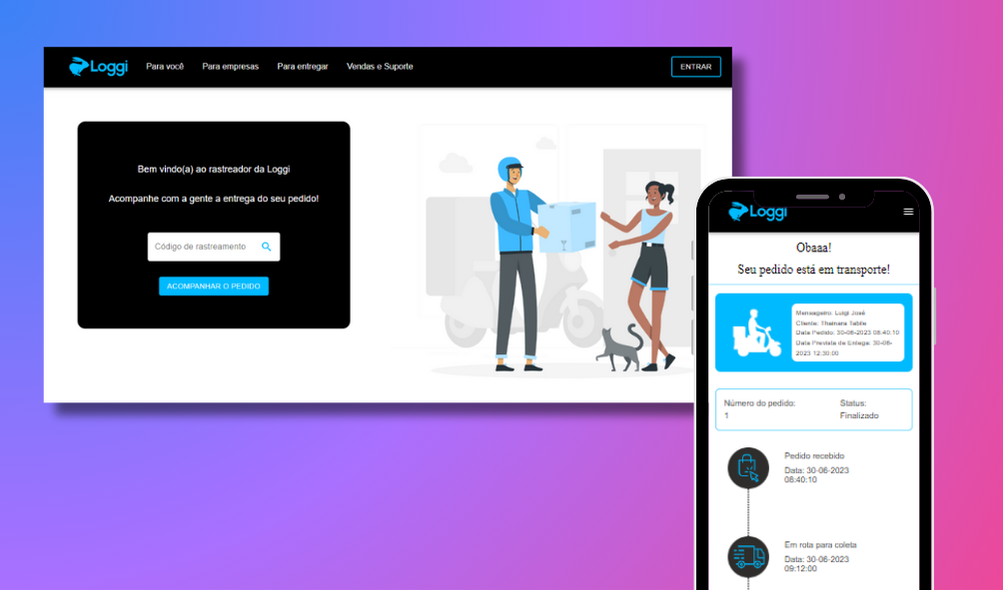 Loggi
Para você
Para empresas
Para entregar
Vendas e Suporte
ENTRAR
Bem vindo(a) ao rastreador da Loggi
Acompanhe com a gente a entrega do seu pedido!
Código de rastreamento
ACOMPANHAR O PEDIDO
Loggi
Obaaa!
Seu pedido está em transporte!
Mensageiro: Luigi José
Cliente: Thainara Tabile
Data Pedido: 30-06-2023 08:40:10
Data Prevista de Entega: 30-06-
2023 12:30:00
Número do pedido:
1
Status:
Finalizado
Pedido recebido
Data: 30-06-2023
08:40:10
Em rota para coleta
Data: 30-06-2023
09:12:00